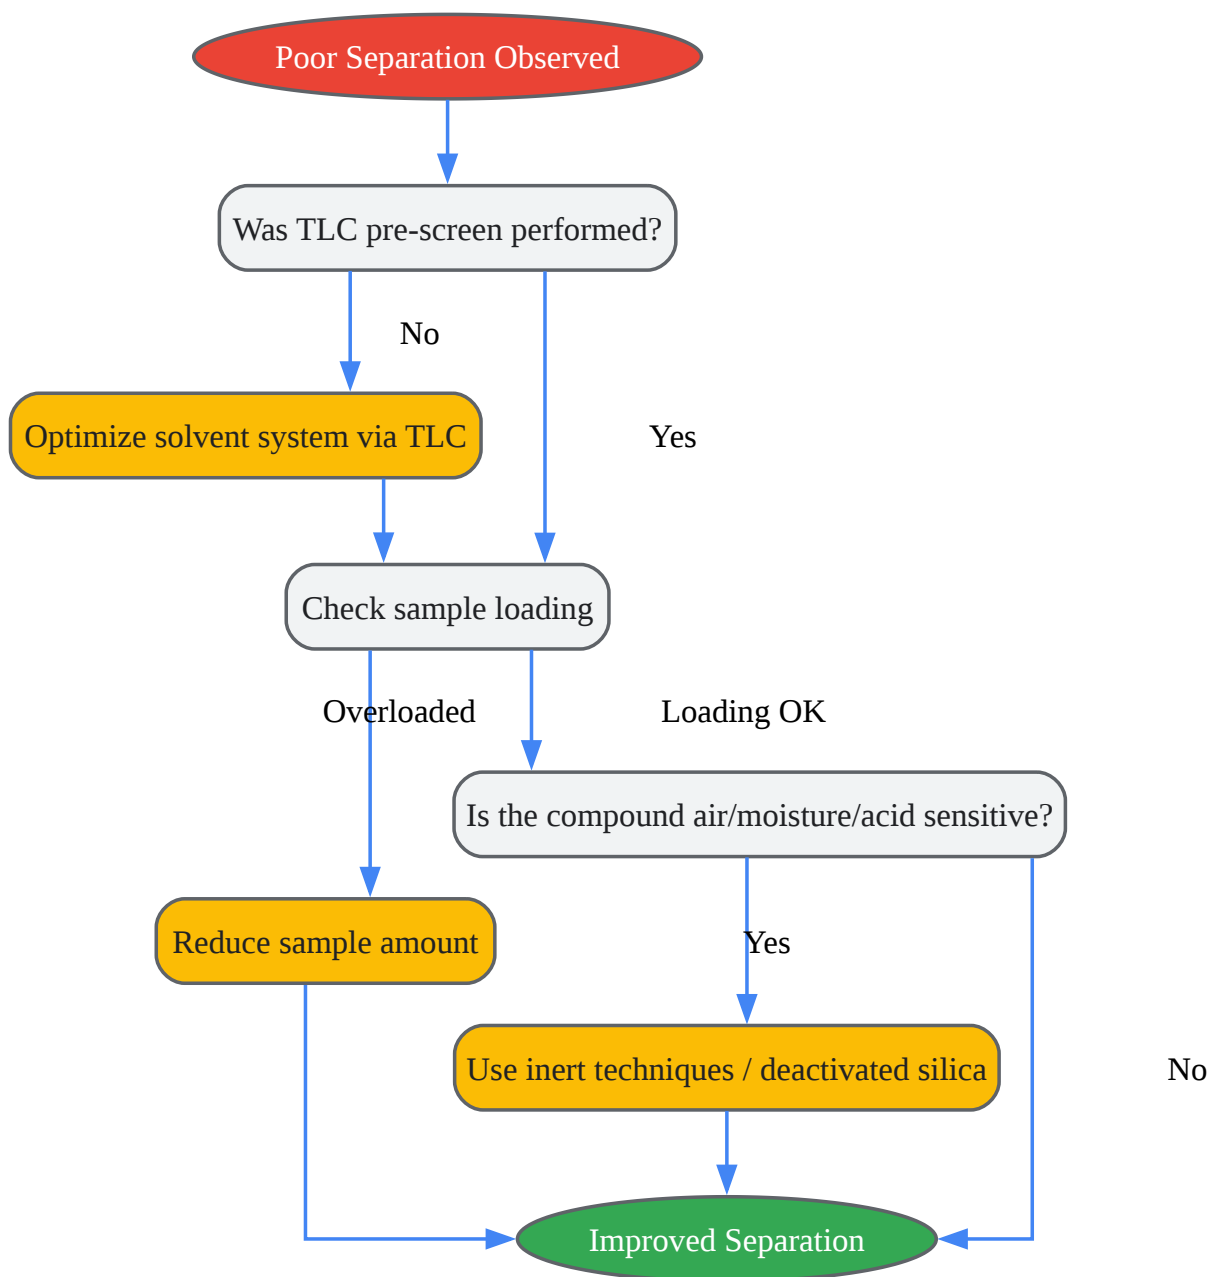 Poor Separation Observed
Was TLC pre-screen performed?
No
Optimize solvent system via TLC
Yes
Check sample loading
Overloaded
Loading OK
Is the compound air/moisture/acid sensitive?
Reduce sample amount
Yes
Use inert techniques / deactivated silica
No
Improved Separation